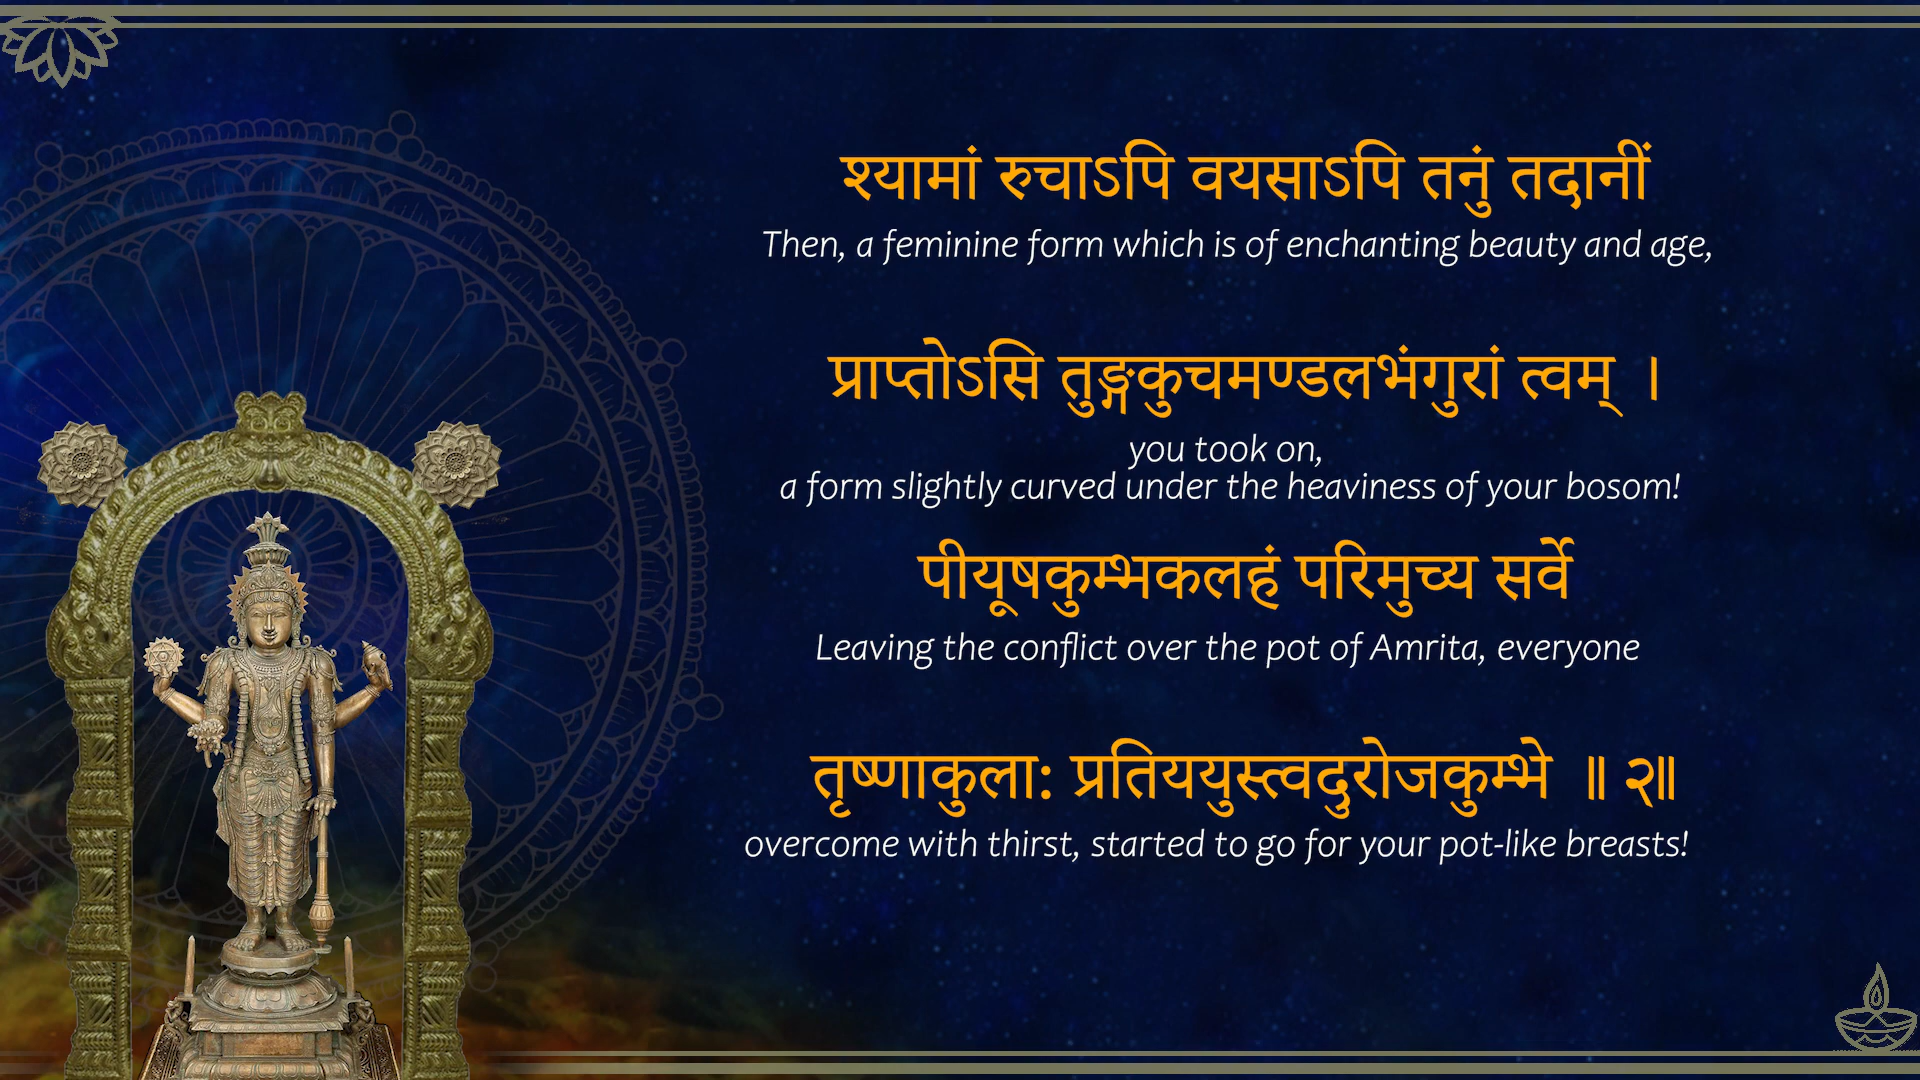 श्यामां रुचाऽपि वयसाऽपि तनुं तदानीं
Then, a feminine form which is of enchanting beauty and age,
प्राप्तोऽसि तुङ्गकुचमण्डलभंगुरां त्वम् ।
you took on,
a form slightly curved under the heaviness of your bosom!
पीयूषकुम्भकलहं परिमुच्य सर्वे
Leaving the conflict over the pot of Amrita, everyone
तृष्णाकुला: प्रतिययुस्त्वदुरोजकुम्भे ॥ २॥
overcome with thirst, started to go for your pot-like breasts!